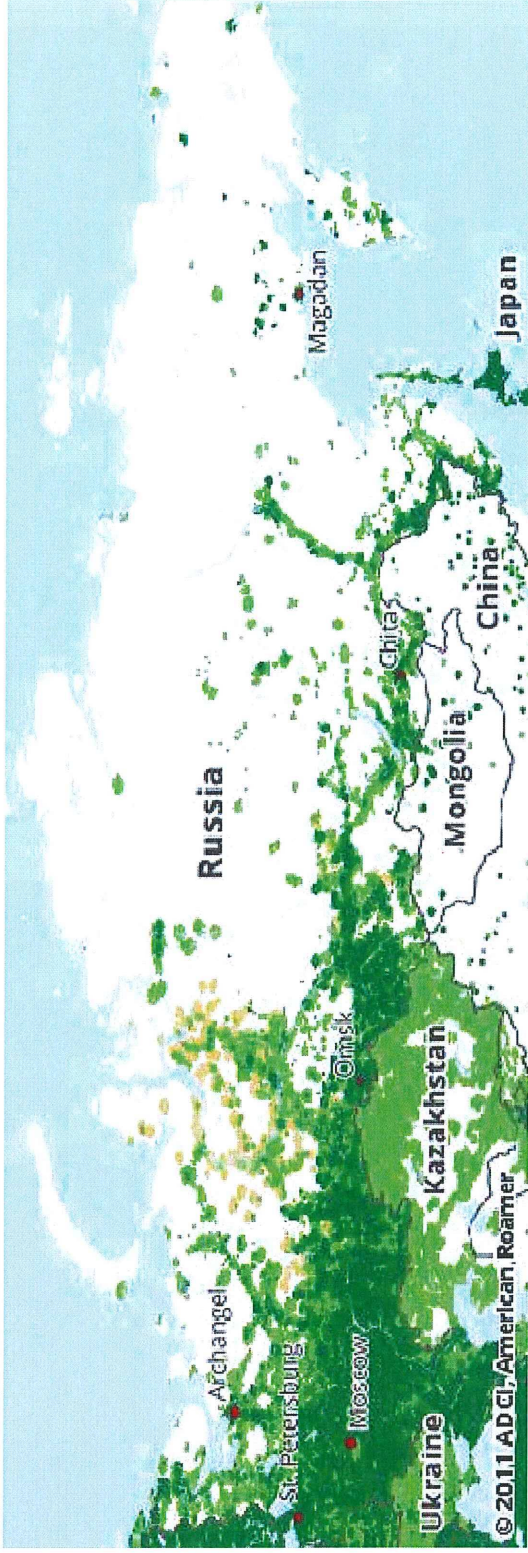 Russia
Archangel
St. Petersburg
Moscow
Omsk
Chita
Magadan
Ukraine
Kazakhstan
Mongolia
China
Japan
© 2011 ADCI, American Roamer